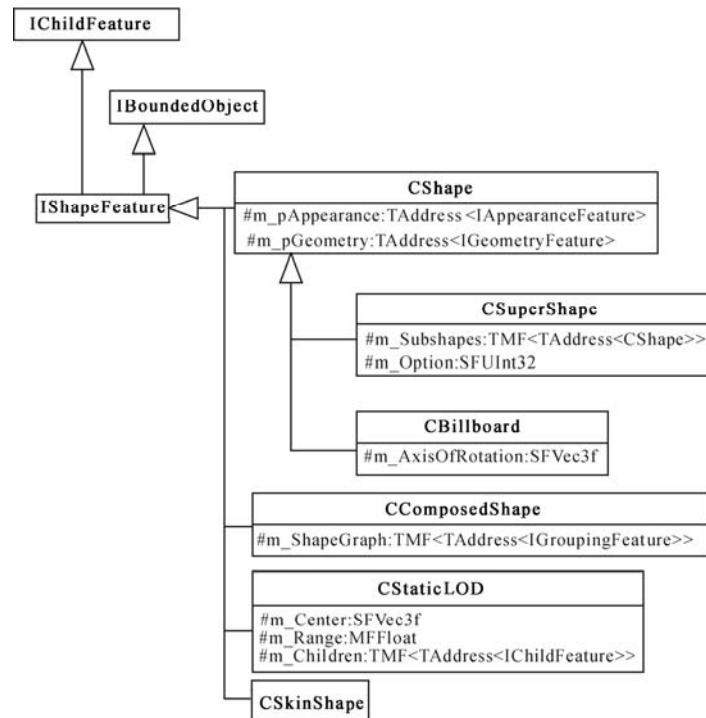 IChildFeature
IBoundedObject
IShapeFeature
CShape
#m_pAppearance:TAddress<IAppearanceFeature>
#m_pGeometry:TAddress<IGeometryFeature>
CSuperShape
#m_Subshapes:TMF<TAddress<CShape>>
#m_Option:SFUInt32
CBillboard
#m_AxisOfRotation:SFVec3f
CComposedShape
#m_ShapeGraph:TMF<TAddress<IGroupingFeature>>
CStaticLOD
#m_Center:SFVec3f
#m_Range:MFFloat
#m_Children:TMF<TAddress<IChildFeature>>
CSkinShape